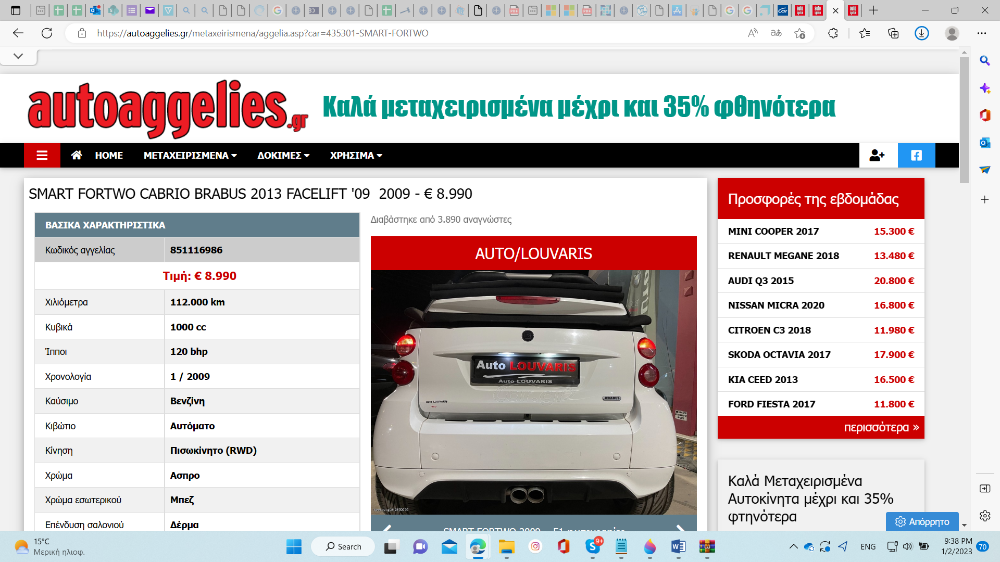 https://autoaggelies.gr/metaxeirismena/aggelia.asp?car=435301-SMART-FORTWO
autoaggelies.gr
Καλά μεταχειρισμένα μέχρι και 35% φθηνότερα
HOME ΜΕΤΑΧΕΙΡΙΣΜΕΝΑ ΔΟΚΙΜΕΣ ΧΡΗΣΙΜΑ
SMART FORTWO CABRIO BRABUS 2013 FACELIFT '09 2009 - € 8.990
ΒΑΣΙΚΑ ΧΑΡΑΚΤΗΡΙΣΤΙΚΑ
Κωδικός αγγελίας 851116986
Τιμή: € 8.990
Χιλιόμετρα 112.000 km
Κυβικά 1000 cc
Ίπποι 120 bhp
Χρονολογία 1 / 2009
Καύσιμο Βενζίνη
Κιβώτιο Αυτόματο
Κίνηση Πισωκίνητο (RWD)
Χρώμα Ασπρο
Χρώμα εσωτερικού Μπεζ
Επένδυση σαλονιού Δέρμα
Διαβάστηκε από 3.890 αναγνώστες
AUTO/LOUVARIS
Auto LOUVARIS
Auto LOUVARIS
car.gr
Auto LOUVARIS
BRABUS
SMART FORTWO 2009
Προσφορές της εβδομάδας
MINI COOPER 2017 15.300 €
RENAULT MEGANE 2018 13.480 €
AUDI Q3 2015 20.800 €
NISSAN MICRA 2020 16.800 €
CITROEN C3 2018 11.980 €
SKODA OCTAVIA 2017 17.900 €
KIA CEED 2013 16.500 €
FORD FIESTA 2017 11.800 €
περισσότερα »
Καλά Μεταχειρισμένα
Αυτοκίνητα μέχρι και 35%
φτηνότερα
Απόρρητο
15°C
Μερική ηλιοφ.
Search
9+
ENG
9:38 PM
1/2/2023
70